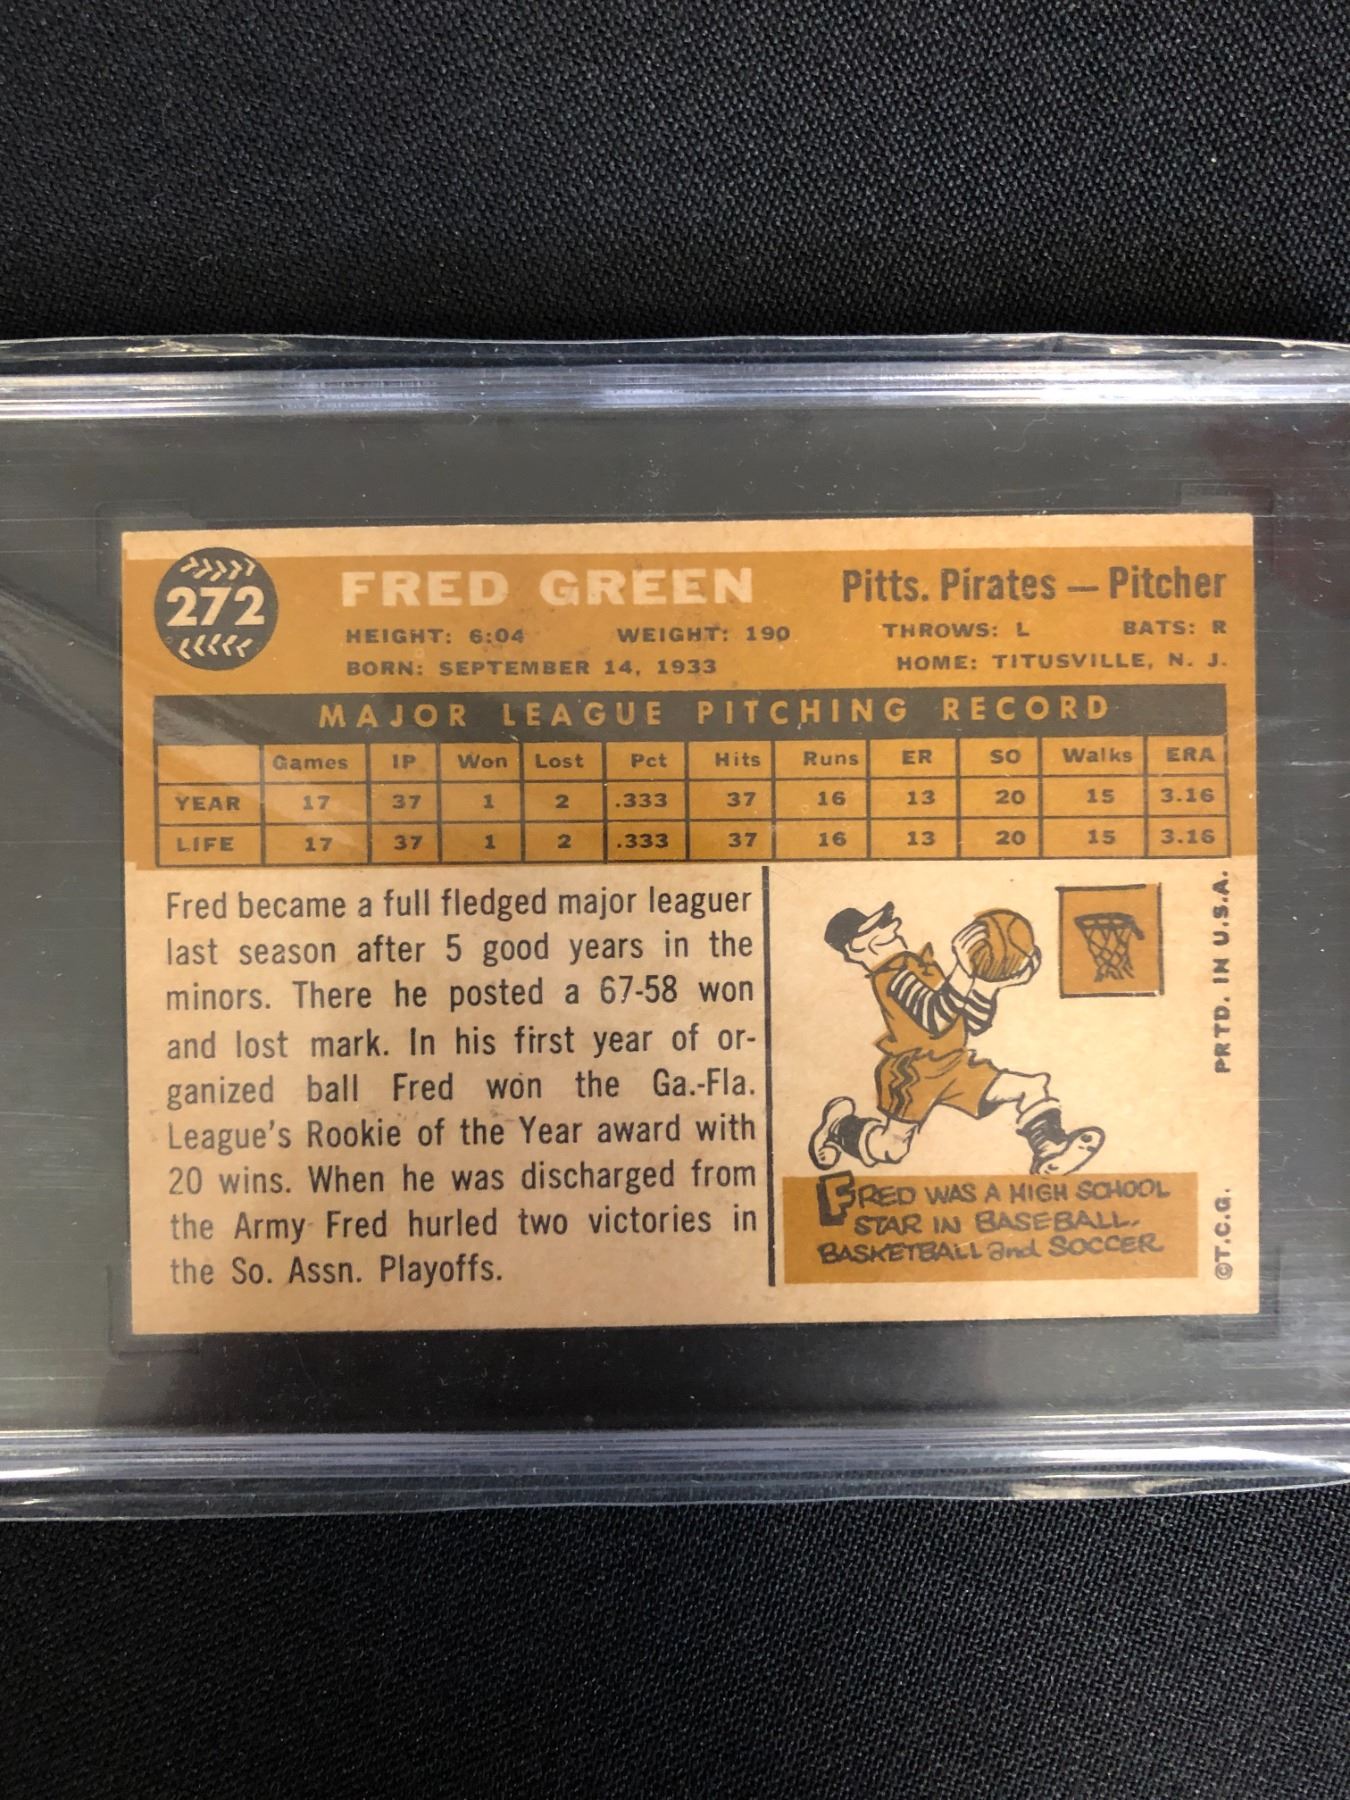 272
FRED GREEN
Pitts. Pirates — Pitcher
HEIGHT: 6:04 WEIGHT: 190 THROWS: L BATS: R
BORN: SEPTEMBER 14, 1933 HOME: TITUSVILLE, N. J.
MAJOR LEAGUE PITCHING RECORD
Games IP Won Lost Pct Hits Runs ER SO Walks ERA
YEAR 17 37 1 2 .333 37 16 13 20 15 3.16
LIFE 17 37 1 2 .333 37 16 13 20 15 3.16
Fred became a full fledged major leaguer
last season after 5 good years in the
minors. There he posted a 67-58 won
and lost mark. In his first year of or-
ganized ball Fred won the Ga.-Fla.
League's Rookie of the Year award with
20 wins. When he was discharged from
the Army Fred hurled two victories in
the So. Assn. Playoffs.
FRED WAS A HIGH SCHOOL
STAR IN BASEBALL,
BASKETBALL and SOCCER
©T.C.G. PRTD. IN U.S.A.